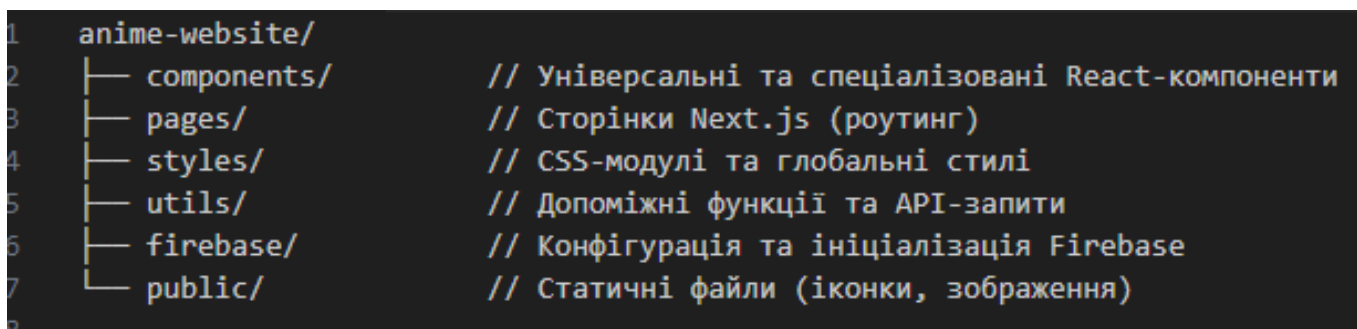 1 anime-website/
2 ├── components/ // Універсальні та спеціалізовані React-компоненти
3 ├── pages/ // Сторінки Next.js (роутинг)
4 ├── styles/ // CSS-модулі та глобальні стилі
5 ├── utils/ // Допоміжні функції та API-запити
6 ├── firebase/ // Конфігурація та ініціалізація Firebase
7 └── public/ // Статичні файли (іконки, зображення)
8